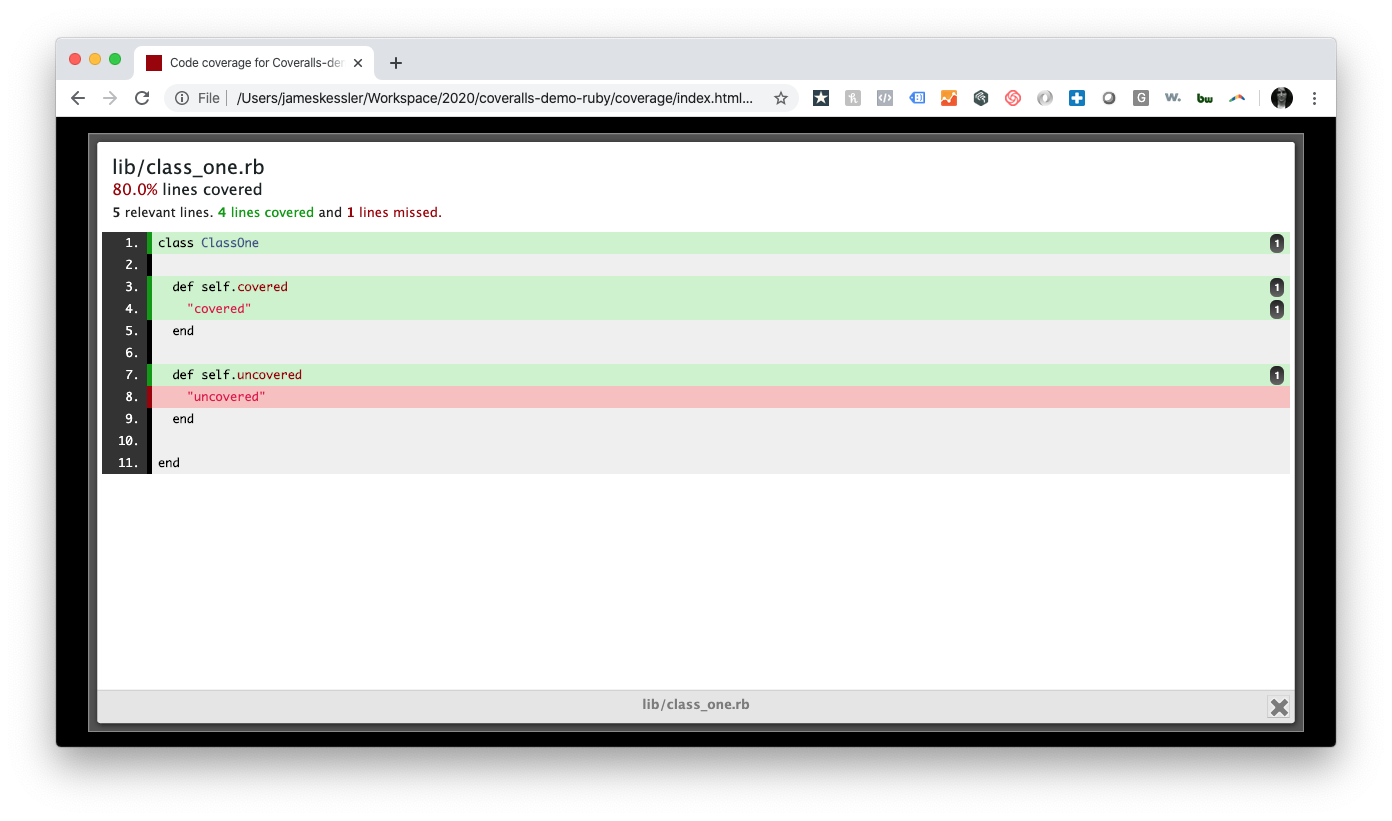 Code coverage for Coveralls-de
File /Users/jameskessler/Workspace/2020/coveralls-demo-ruby/coverage/index.html...
G w. bw
lib/class_one.rb
80.0% lines covered
5 relevant lines. 4 lines covered and 1 lines missed.
1. class ClassOne 1
2.
3. def self.covered 1
4. "covered" 1
5. end
6.
7. def self.uncovered 1
8. "uncovered"
9. end
10.
11. end
lib/class_one.rb